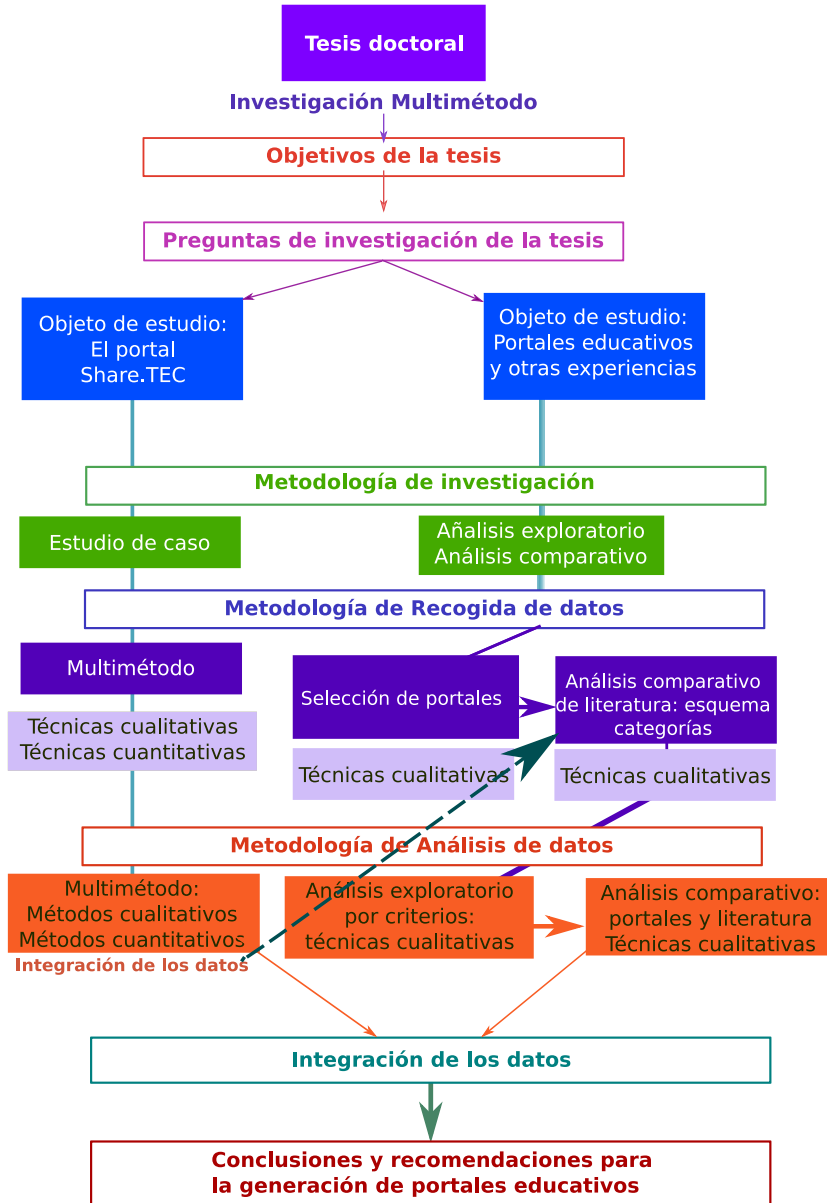 Tesis doctoral
Investigación Multimétodo
Objetivos de la tesis
Preguntas de investigación de la tesis
Objeto de estudio:
El portal
Share.TEC
Objeto de estudio:
Portales educativos
y otras experiencias
Metodología de investigación
Estudio de caso
Añalisis exploratorio
Análisis comparativo
Metodología de Recogida de datos
Multimétodo
Selección de portales
Análisis comparativo
de literatura: esquema
categorías
Técnicas cualitativas
Técnicas cuantitativas
Técnicas cualitativas
Técnicas cualitativas
Metodología de Análisis de datos
Multimétodo:
Métodos cualitativos
Métodos cuantitativos
Integración de los datos
Análisis exploratorio
por criterios:
técnicas cualitativas
Análisis comparativo:
portales y literatura
Técnicas cualitativas
Integración de los datos
Conclusiones y recomendaciones para
la generación de portales educativos